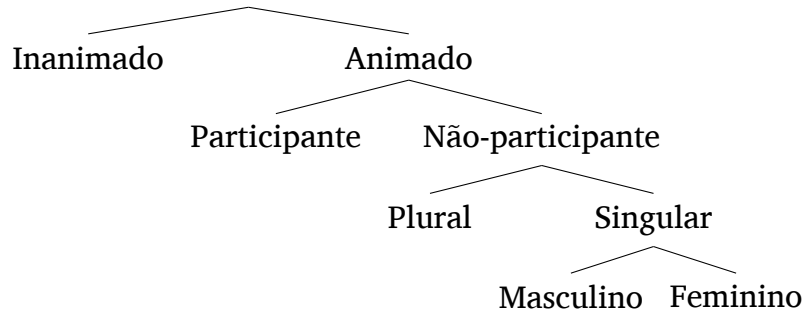 Inanimado Animado
Participante Não-participante
Plural Singular
Masculino Feminino